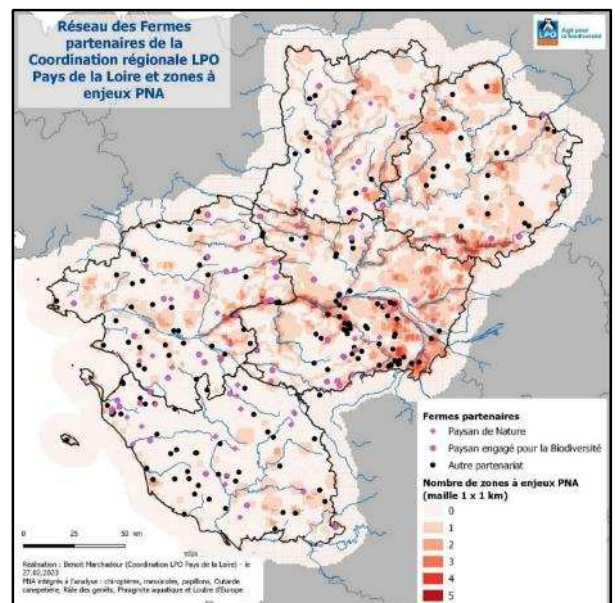 Réseau des Fermes
partenaires de la
Coordination régionale LPO
Pays de la Loire et zones à
enjeux PNA
LPO
Agir pour
la biodiversité
Fermes partenaires
Paysan de Nature
Paysan engagé pour la Biodiversité
Autre partenariat
Nombre de zones à enjeux PNA
(maille 1 x 1 km)
0
1
2
3
4
5
0 25 50 km
Réalisation : Benoit Marchadour (Coordination LPO Pays de la Loire) - le
27.02.2023
PNA intégrés à l'analyse : chiroptères, messicoles, papillons, Outarde
canepetière, Râle des genêts, Phragmite aquatique et Loutre d'Europe